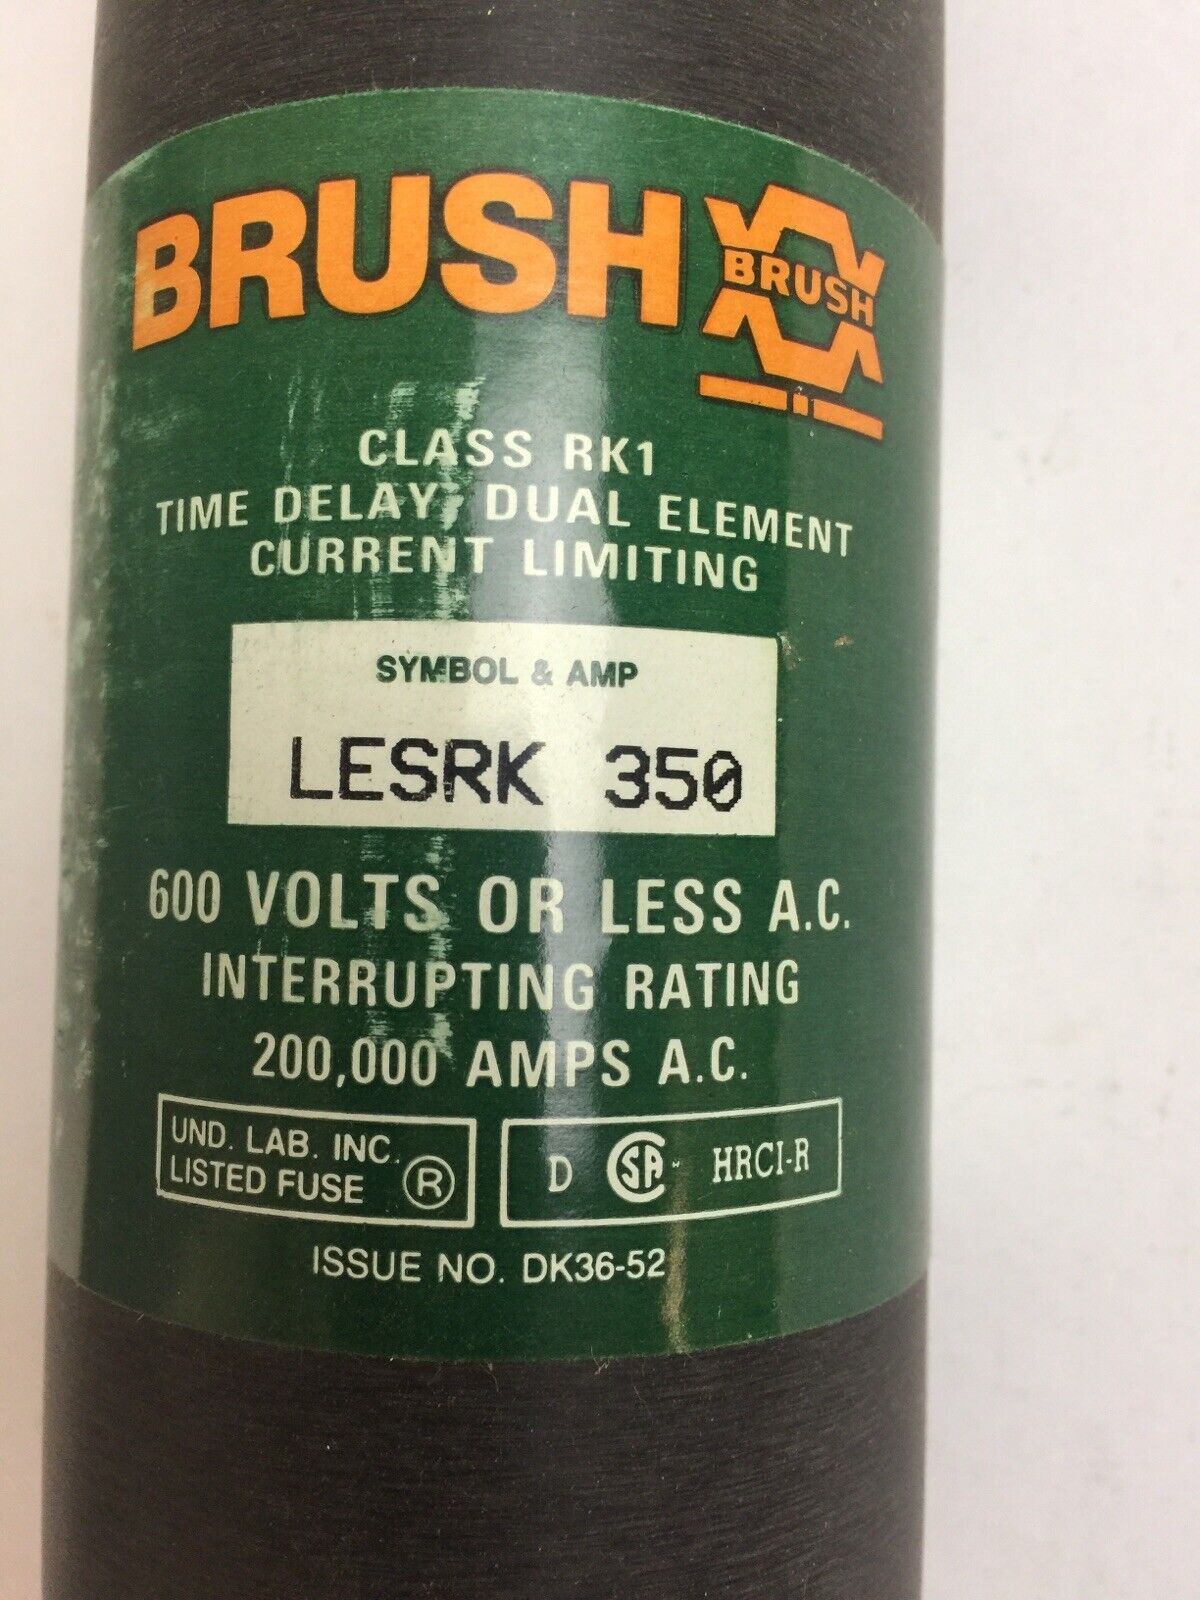 BRUSH
BRUSH
CLASS RK1
TIME DELAY, DUAL ELEMENT
CURRENT LIMITING
SYMBOL & AMP
LESRK 350
600 VOLTS OR LESS A.C.
INTERRUPTING RATING
200,000 AMPS A.C.
UND. LAB. INC.
LISTED FUSE ®
D CSA HRCI-R
ISSUE NO. DK36-52